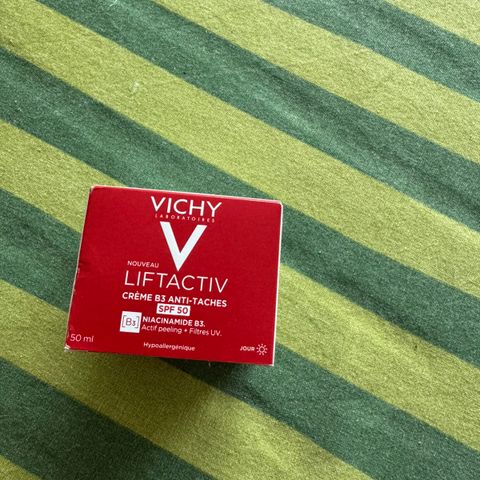 VICHY
LABORATOIRES
V
NOUVEAU
LIFTACTIV
CRÈME B3 ANTI-TACHES
SPF 50
[B3] NIACINAMIDE B3.
Actif peeling + Filtres UV.
50 ml
Hypoallergénique
JOUR